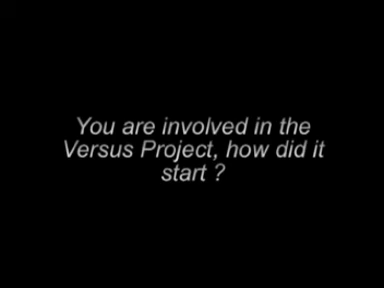 You are involved in the
Versus Project, how did it
start ?